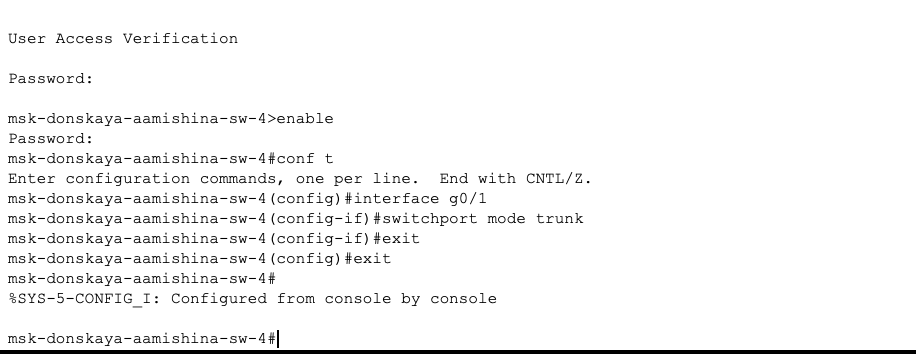 User Access Verification
Password:
msk-donskaya-aamishina-sw-4>enable
Password:
msk-donskaya-aamishina-sw-4#conf t
Enter configuration commands, one per line.  End with CNTL/Z.
msk-donskaya-aamishina-sw-4(config)#interface g0/1
msk-donskaya-aamishina-sw-4(config-if)#switchport mode trunk
msk-donskaya-aamishina-sw-4(config-if)#exit
msk-donskaya-aamishina-sw-4(config)#exit
msk-donskaya-aamishina-sw-4#
%SYS-5-CONFIG_I: Configured from console by console
msk-donskaya-aamishina-sw-4#